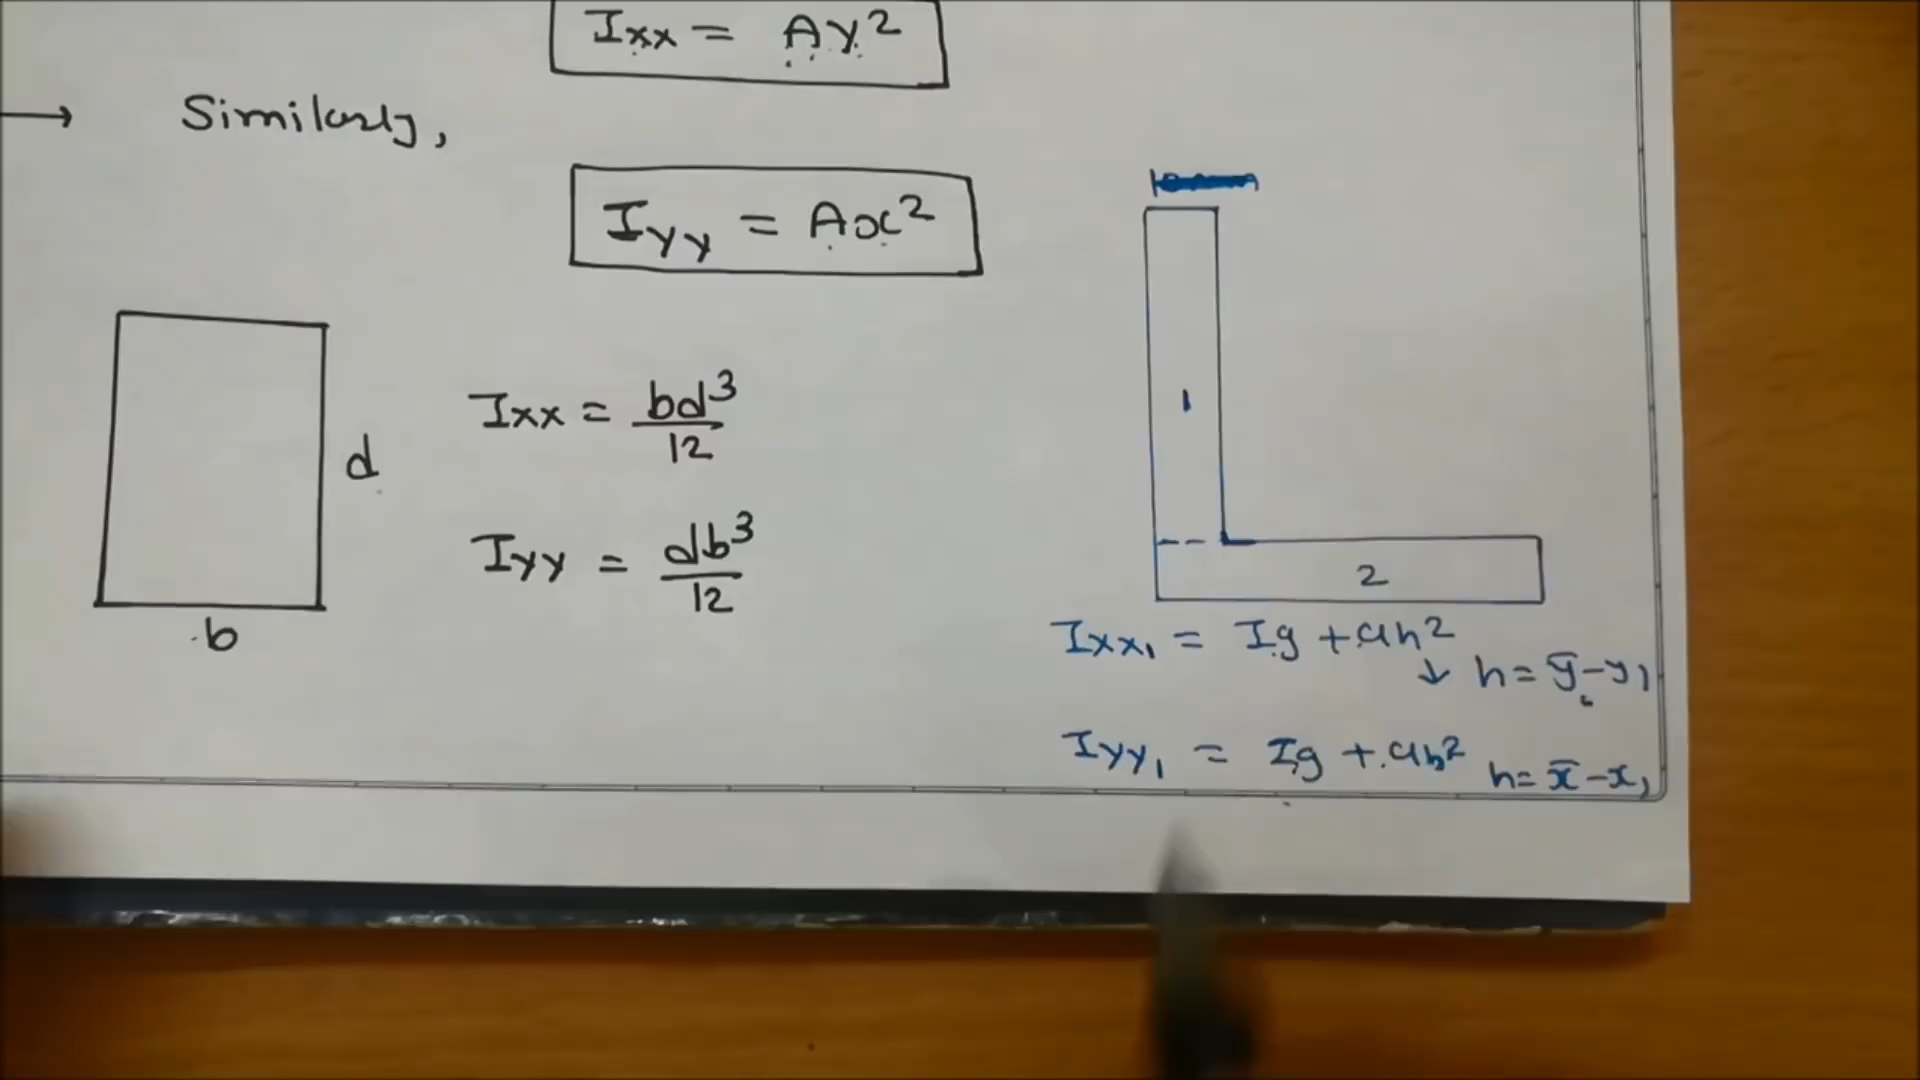 Ixx = Ay²
→ Similarly,
Iyy = Ax²
d
b
Ixx = bd³/12
Iyy = db³/12
1
2
Ixx₁ = Ig + ah²
↓ h = ȳ - y₁
Iyy₁ = Ig + ah² h = x̄ - x₁